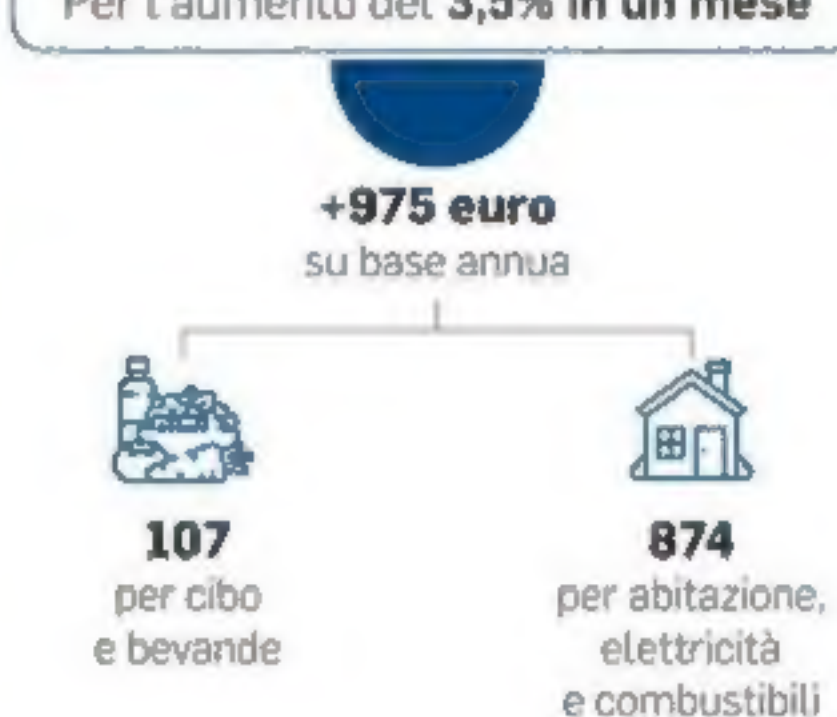 Per l'aumento del 3,5% in un mese
+975 euro
su base annua
107
per cibo
e bevande
874
per abitazione,
elettricità
e combustibili